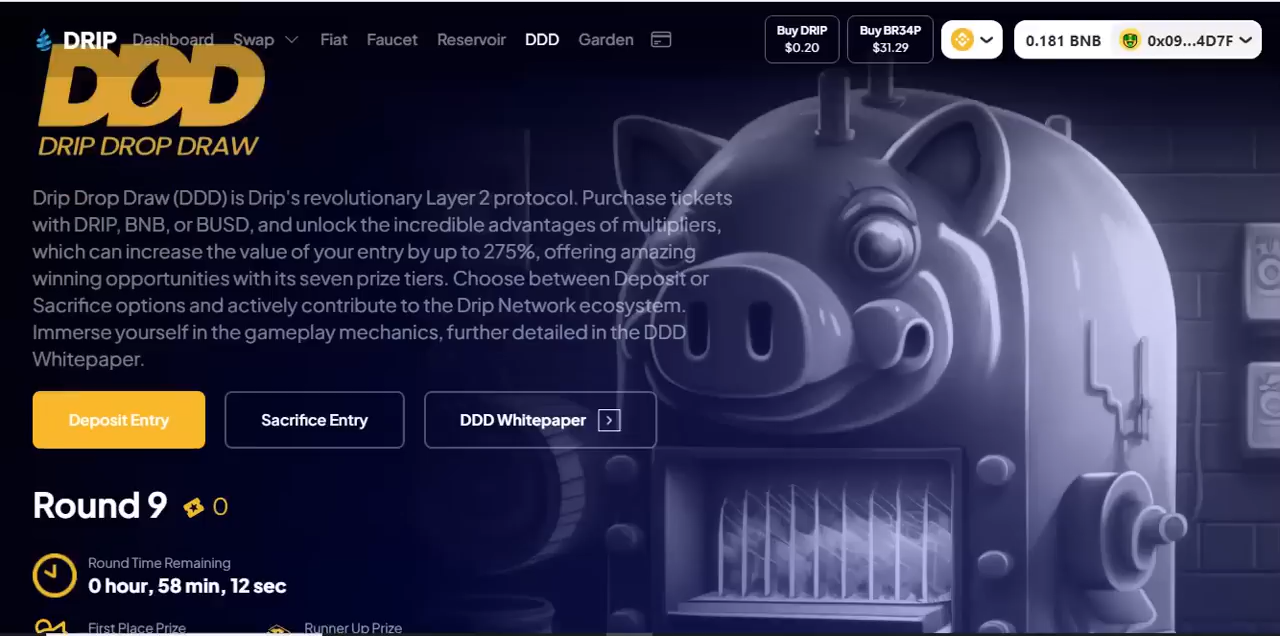 DRIP Dashboard Swap Fiat Faucet Reservoir DDD Garden
Buy DRIP
$0.20
Buy BR34P
$31.29
0.181 BNB 0x09...4D7F
DDD
DRIP DROP DRAW
Drip Drop Draw (DDD) is Drip's revolutionary Layer 2 protocol. Purchase tickets
with DRIP, BNB, or BUSD, and unlock the incredible advantages of multipliers,
which can increase the value of your entry by up to 275%, offering amazing
winning opportunities with its seven prize tiers. Choose between Deposit or
Sacrifice options and actively contribute to the Drip Network ecosystem.
Immerse yourself in the gameplay mechanics, further detailed in the DDD
Whitepaper.
Deposit Entry Sacrifice Entry DDD Whitepaper
Round 9 0
Round Time Remaining
0 hour, 58 min, 12 sec
First Place Prize Runner Up Prize